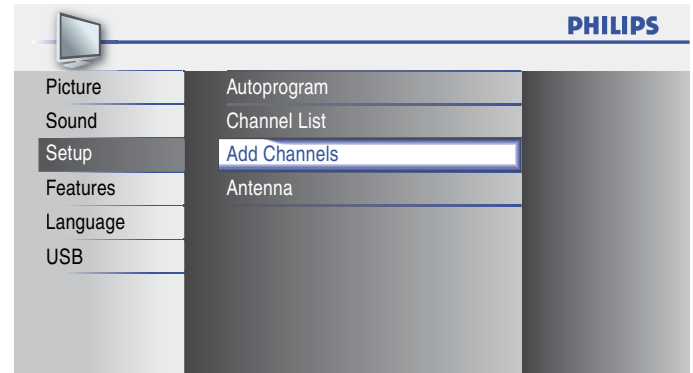 PHILIPS
Picture
Sound
Setup
Features
Language
USB
Autoprogram
Channel List
Add Channels
Antenna